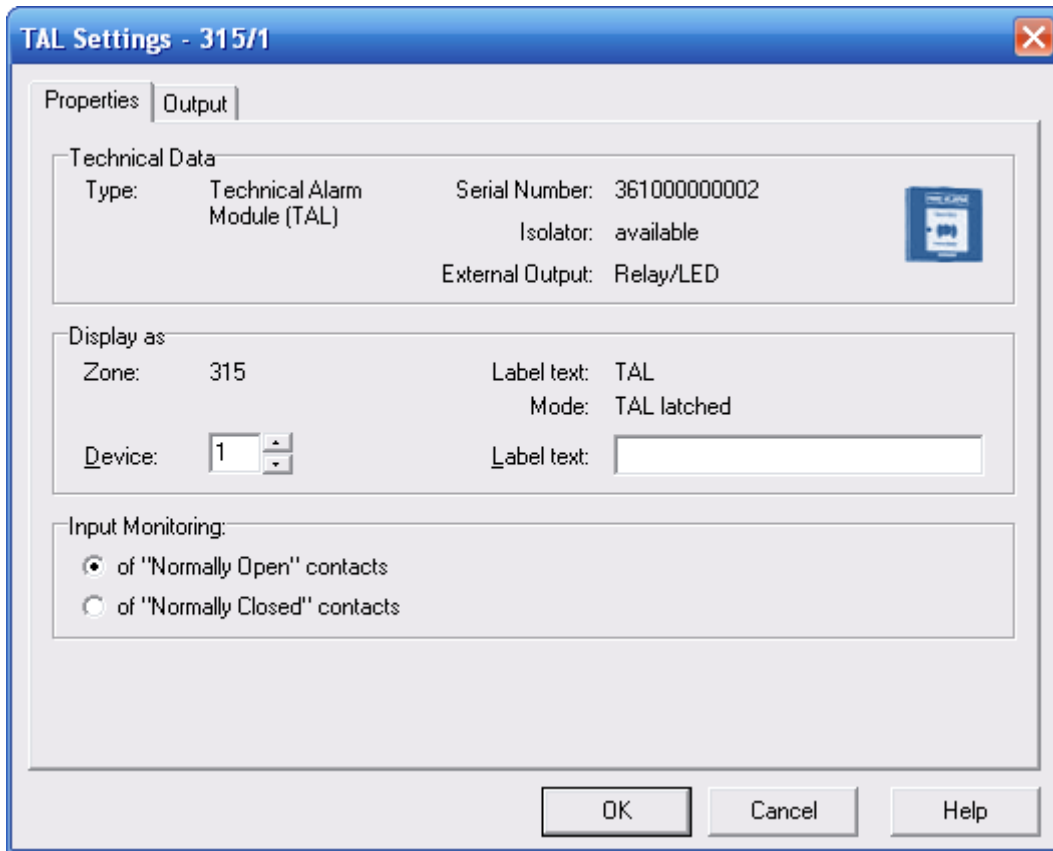 TAL Settings - 315/1
Properties
Output
Technical Data
Type:
Technical Alarm
Module (TAL)
Serial Number: 361000000002
Isolator: available
External Output: Relay/LED
Display as
Zone: 315
Label text: TAL
Mode: TAL latched
Device: 1
Label text:
Input Monitoring:
of "Normally Open" contacts
of "Normally Closed" contacts
OK
Cancel
Help